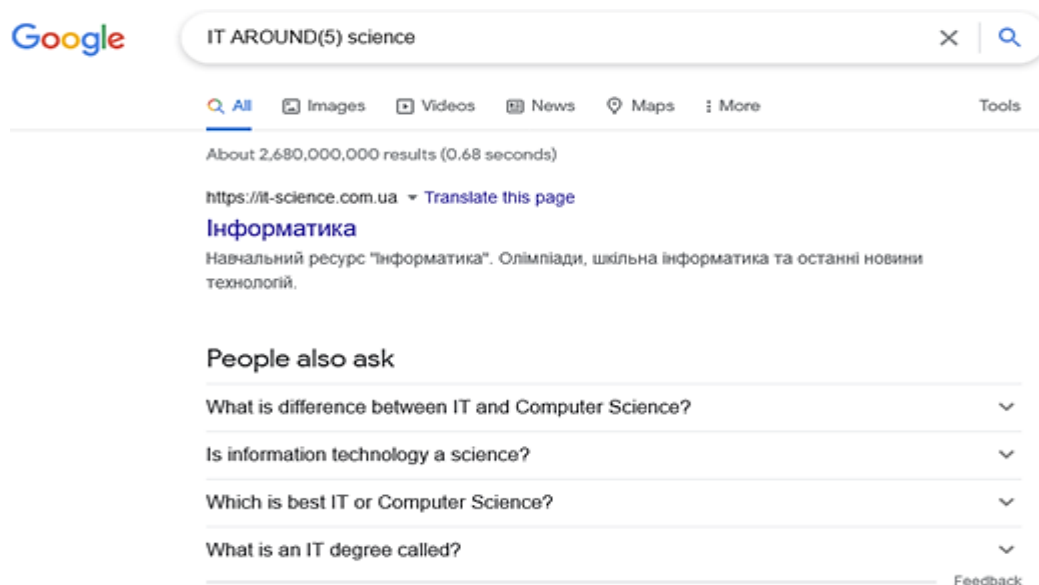 Google
IT AROUND(5) science
All Images Videos News Maps More Tools
About 2,680,000,000 results (0.68 seconds)
https://it-science.com.ua Translate this page
Інформатика
Навчальний ресурс "Інформатика". Олімпіади, шкільна інформатика та останні новини
технологій.
People also ask
What is difference between IT and Computer Science?
Is information technology a science?
Which is best IT or Computer Science?
What is an IT degree called?
Feedback